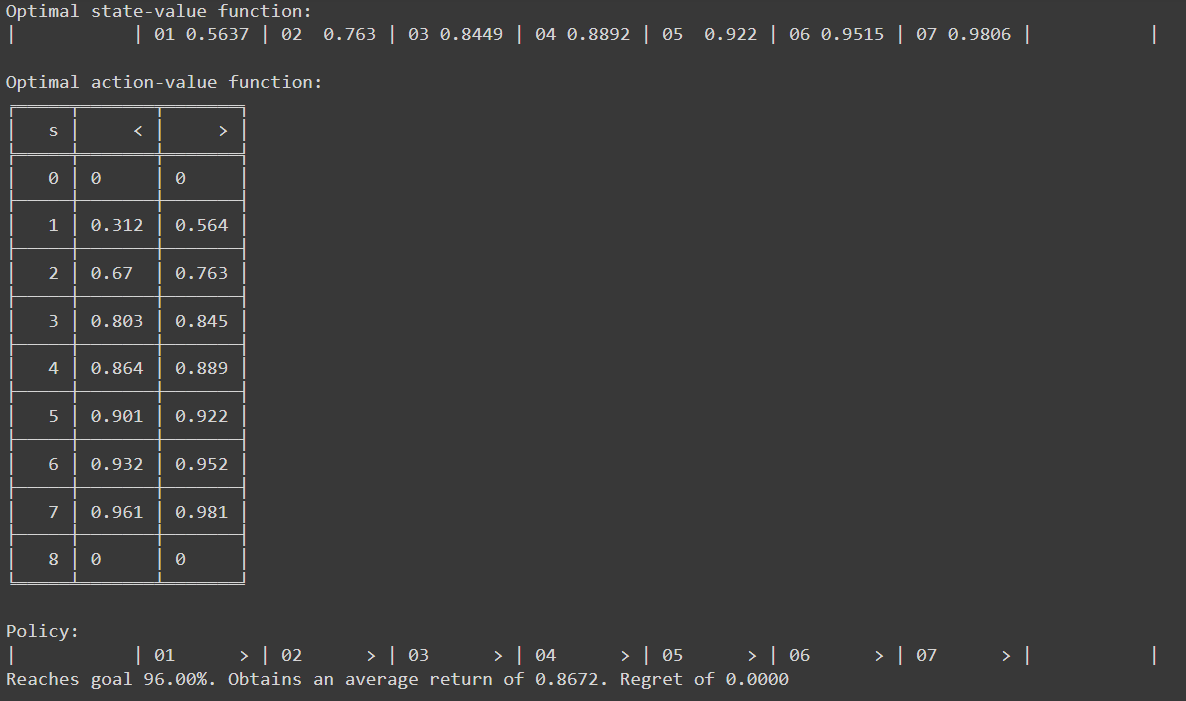 Optimal state-value function:
|           | 01 0.5637 | 02  0.763 | 03 0.8449 | 04 0.8892 | 05  0.922 | 06 0.9515 | 07 0.9806 |           |
Optimal action-value function:
│   s │     < │     > │
│   0 │ 0     │ 0     │
│   1 │ 0.312 │ 0.564 │
│   2 │ 0.67  │ 0.763 │
│   3 │ 0.803 │ 0.845 │
│   4 │ 0.864 │ 0.889 │
│   5 │ 0.901 │ 0.922 │
│   6 │ 0.932 │ 0.952 │
│   7 │ 0.961 │ 0.981 │
│   8 │ 0     │ 0     │
Policy:
|           | 01      > | 02      > | 03      > | 04      > | 05      > | 06      > | 07      > |           |
Reaches goal 96.00%. Obtains an average return of 0.8672. Regret of 0.0000